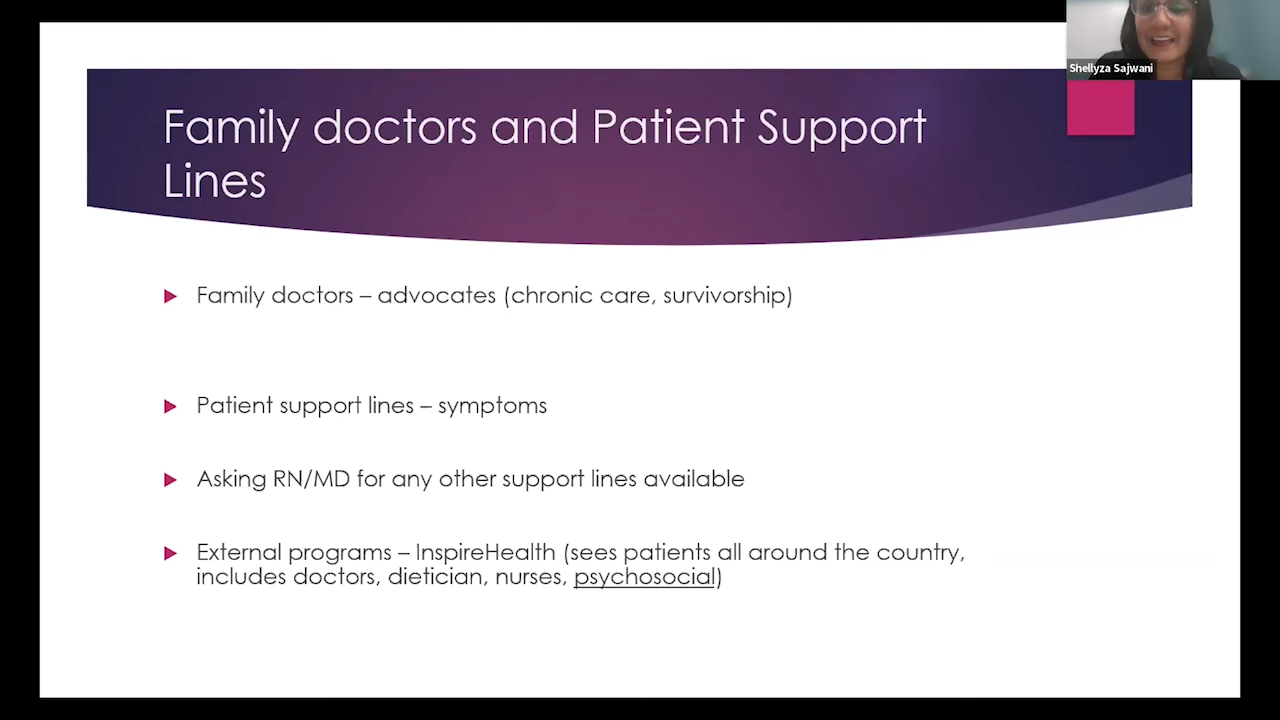 Shellyza Sajwani
Family doctors and Patient Support
Lines
Family doctors – advocates (chronic care, survivorship)
Patient support lines – symptoms
Asking RN/MD for any other support lines available
External programs – InspireHealth (sees patients all around the country,
includes doctors, dietician, nurses, psychosocial)